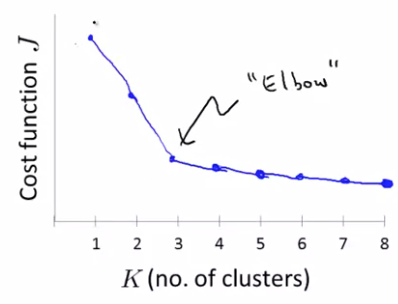 Cost function J
"Elbow"
1 2 3 4 5 6 7 8
K (no. of clusters)